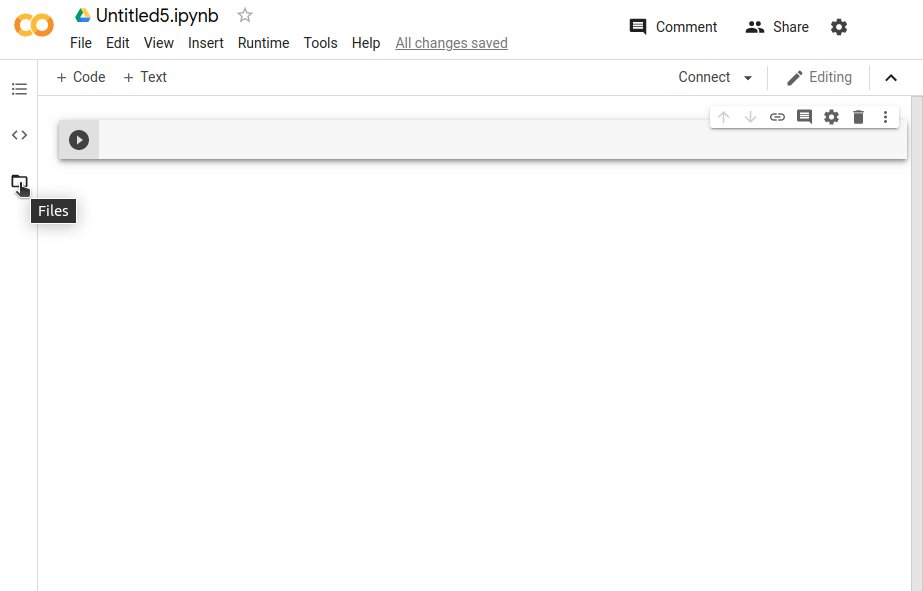 Untitled5.ipynb
Comment Share
File Edit View Insert Runtime Tools Help All changes saved
+ Code + Text Connect Editing
Files